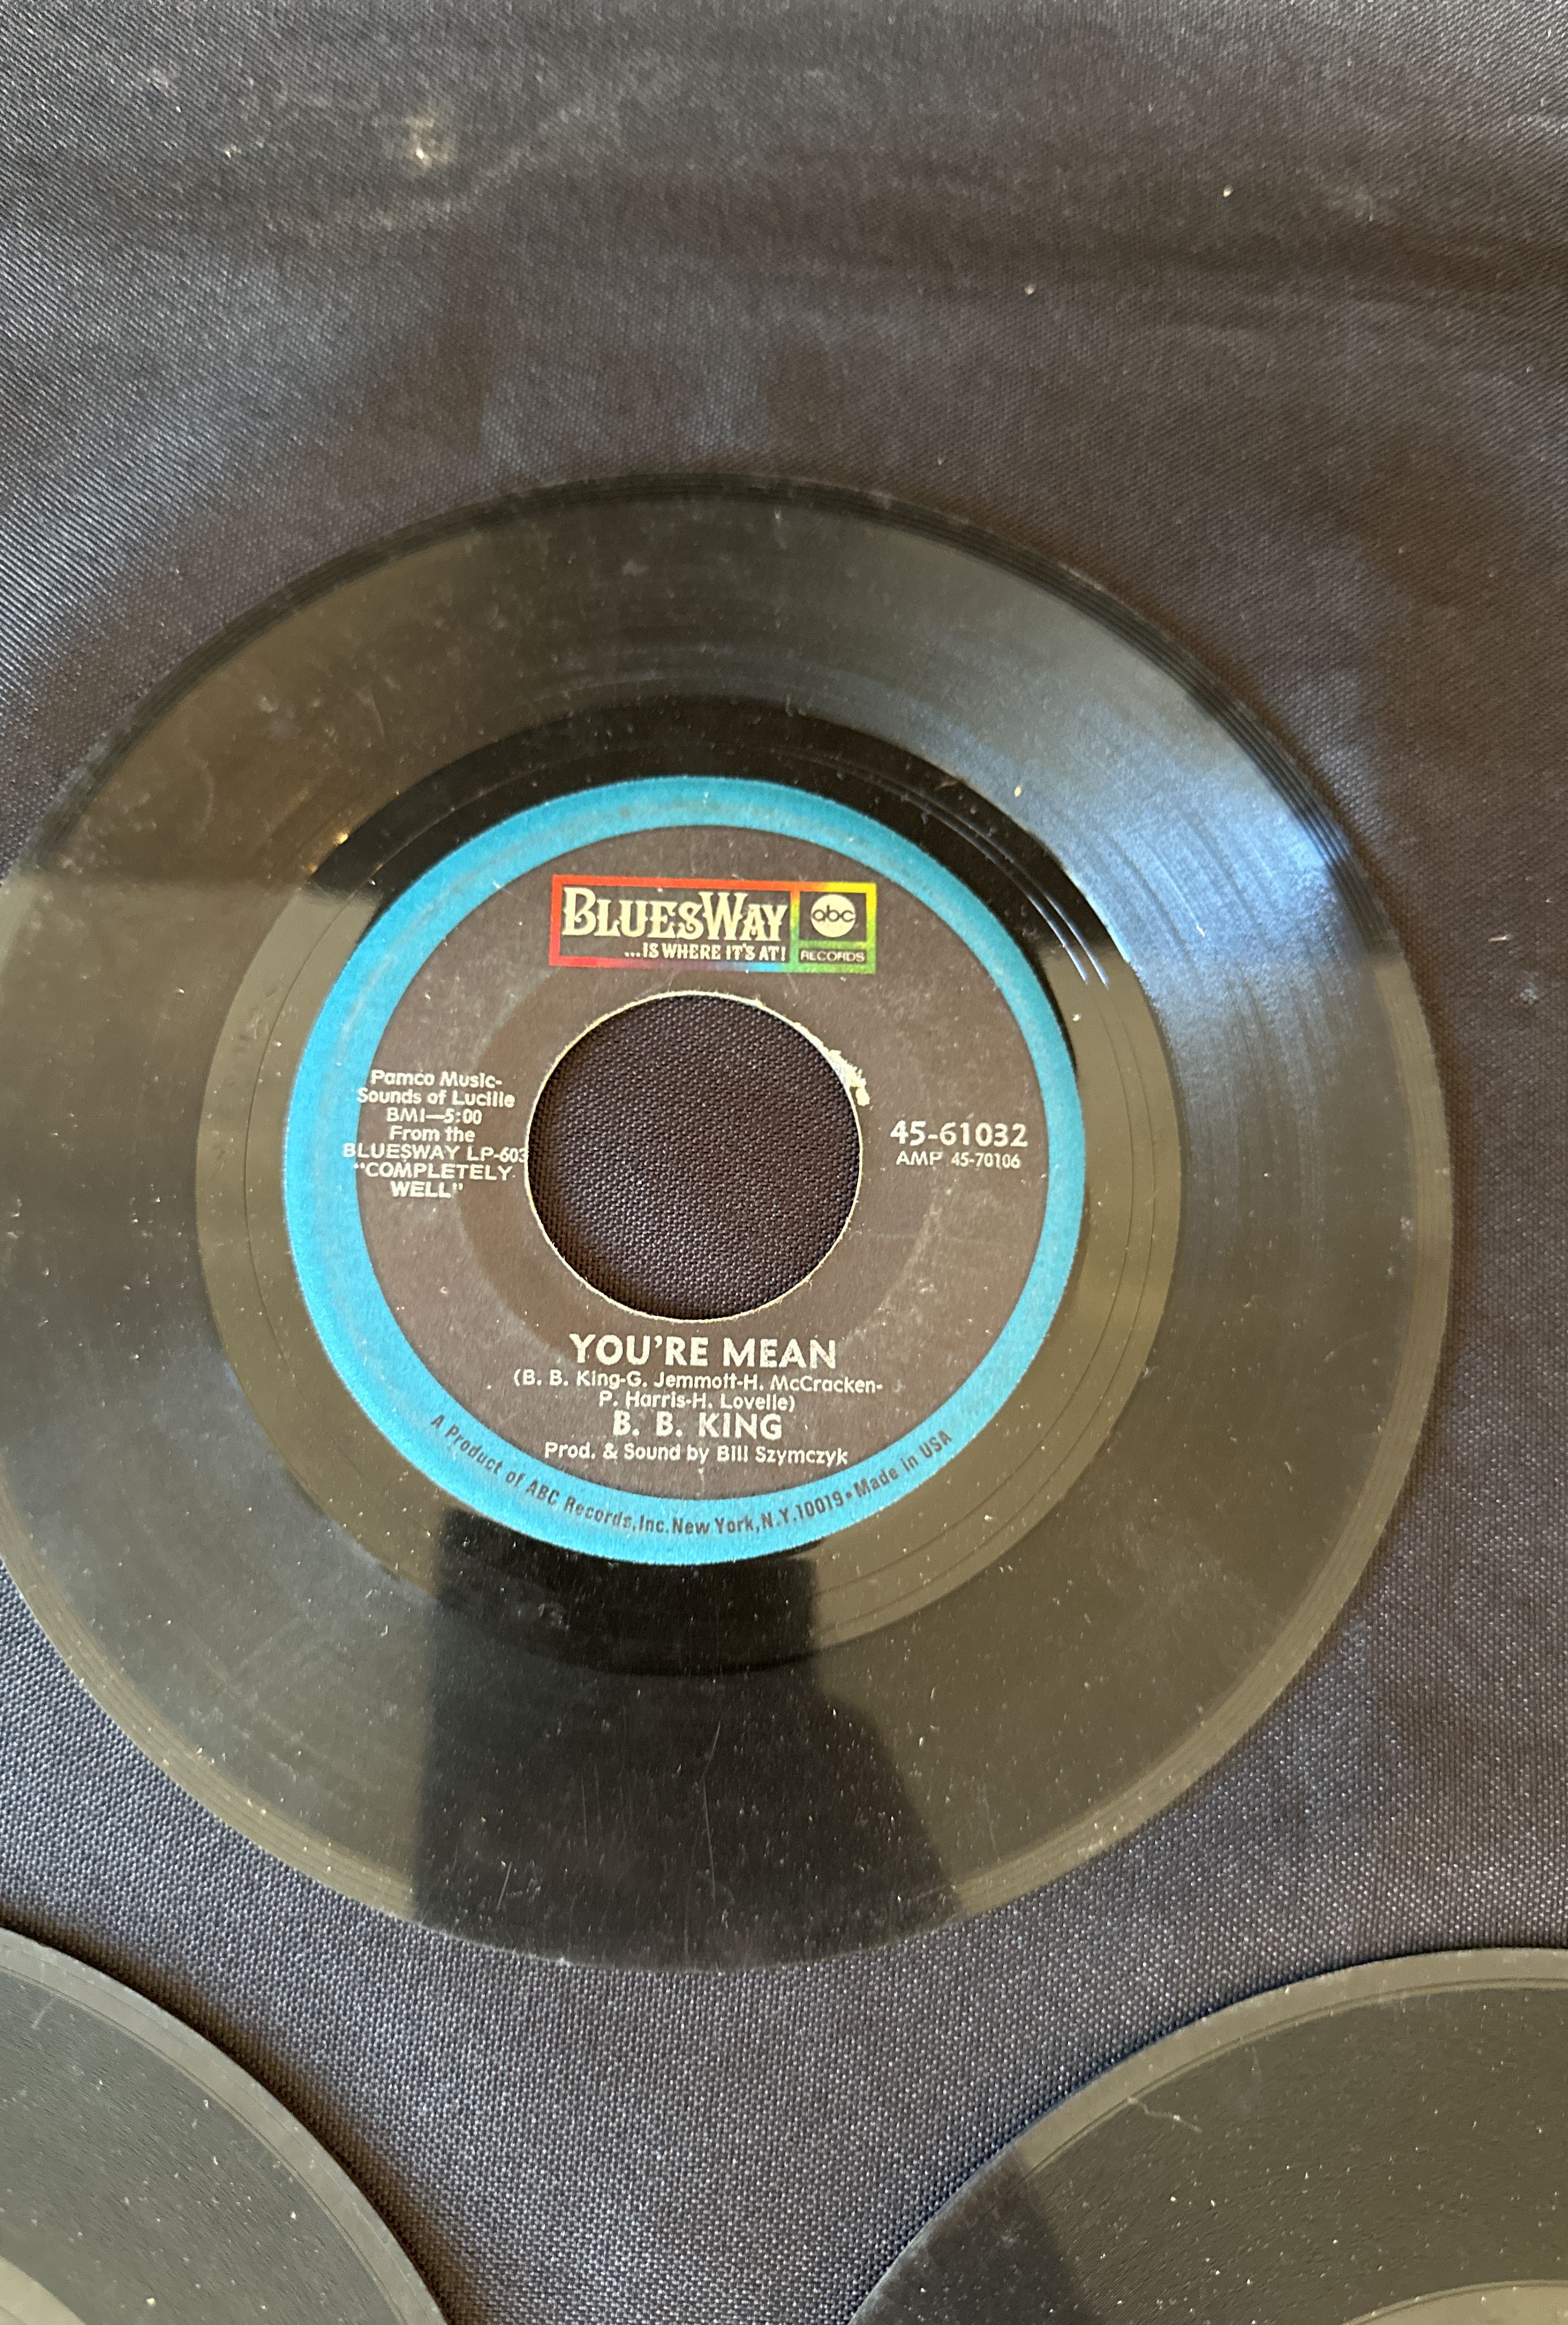 BLUESWAY
...IS WHERE IT'S AT!
abc
RECORDS
Pamco Music-
Sounds of Lucille
BMI—5:00
From the
BLUESWAY LP-603
"COMPLETELY
WELL"
45-61032
AMP 45-70106
YOU'RE MEAN
(B. B. King-G. Jemmott-H. McCracken-
P. Harris-H. Lovelle)
B. B. KING
Prod. & Sound by Bill Szymczyk
A Product of ABC Records, Inc. New York, N.Y. 10019 • Made in USA